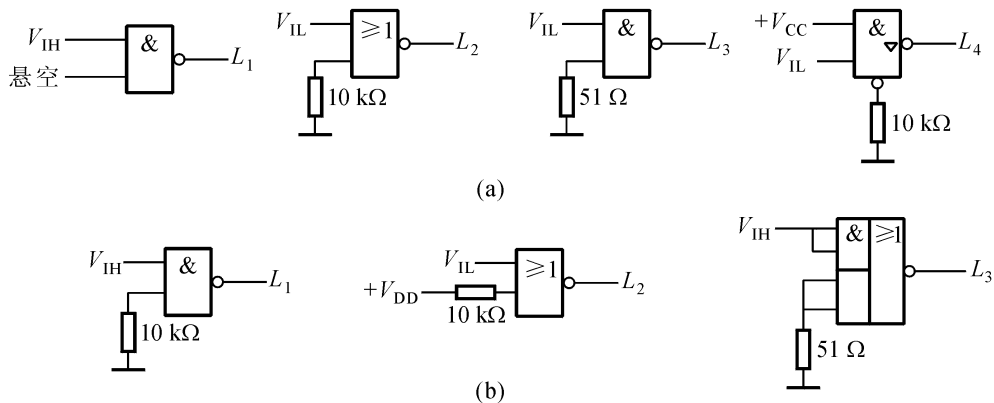 V_IH & L_1
悬空
V_IL ≥1 L_2
10 kΩ
V_IL & L_3
51 Ω
+V_CC & L_4
V_IL
10 kΩ
(a)
V_IH & L_1
10 kΩ
V_IL ≥1 L_2
+V_DD
10 kΩ
V_IH & ≥1 L_3
51 Ω
(b)